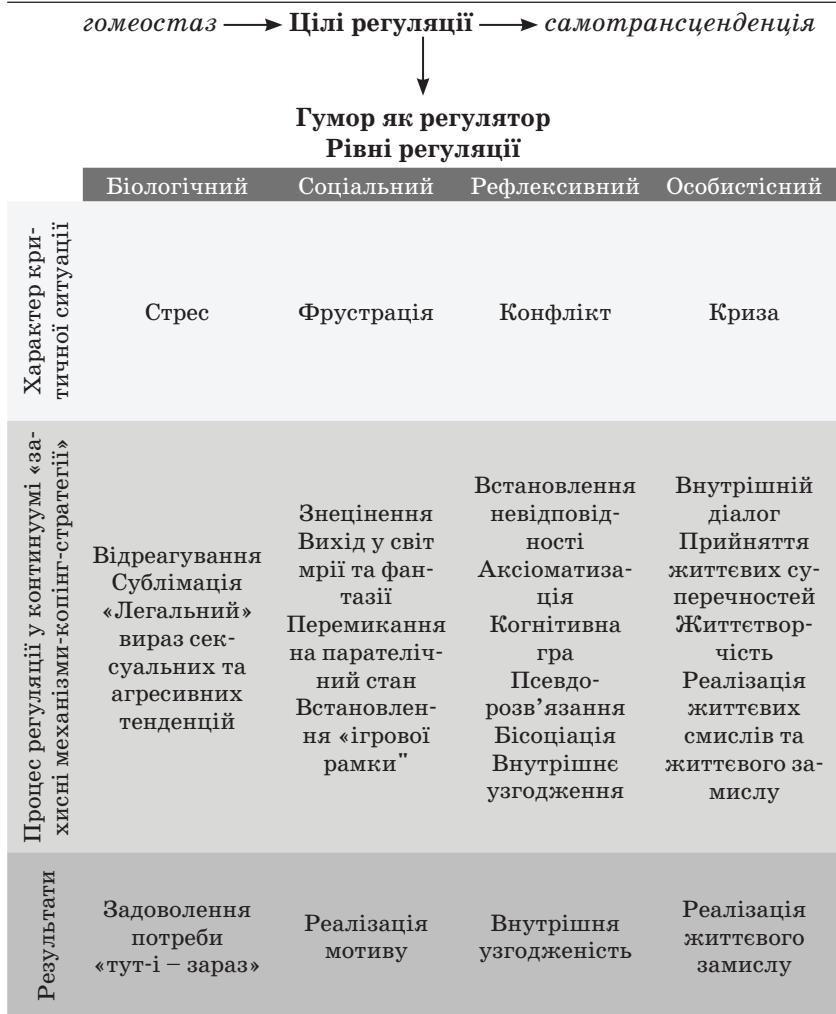 гомеостаз → Цілі регуляції → самотрансценденція
Гумор як регулятор
Рівні регуляції
Біологічний Соціальний Рефлексивний Особистісний
Характер кри-
тичної ситуації
Стрес
Фрустрація
Конфлікт
Криза
Процес регуляції у континуумі «за-
хисні механізми-копінг-стратегії»
Відреагування
Сублімація
«Легальний»
вираз сек-
суальних та
агресивних
тенденцій
Знецінення
Вихід у світ
мрії та фан-
тазії
Перемикання
на парателіч-
ний стан
Встановлен-
ня «ігрової
рамки"
Встановлення
невідповід-
ності
Аксіоматиза-
ція
Когнітивна
гра
Псевдо-
розв’язання
Бісоціація
Внутрішнє
узгодження
Внутрішній
діалог
Прийняття
життєвих су-
перечностей
Життєтвор-
чість
Реалізація
життєвих
смислів та
життєвого за-
мислу
Результати
Задоволення
потреби
«тут-і – зараз»
Реалізація
мотиву
Внутрішня
узгодженість
Реалізація
життєвого
замислу